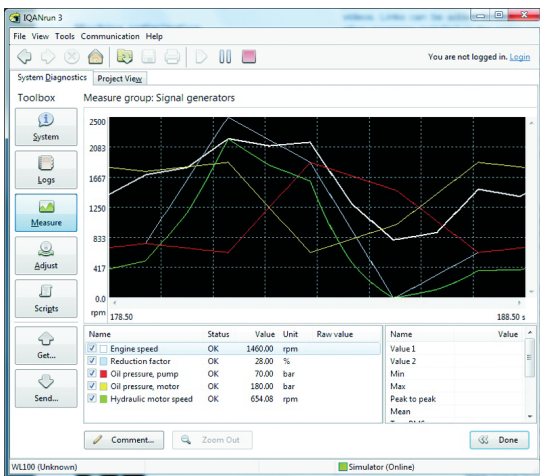 IQANrun 3
File View Tools Communication Help
You are not logged in. Login
System Diagnostics Project View
Toolbox
Measure group: Signal generators
System
Logs
Measure
Adjust
Scripts
Get...
Send...
2500
2083
1667
1250
833
417
0.0
rpm 178.50 188.50 s
Name Status Value Unit Raw value
Engine speed OK 1460.00 rpm
Reduction factor OK 28.00 %
Oil pressure, pump OK 70.00 bar
Oil pressure, motor OK 180.00 bar
Hydraulic motor speed OK 654.08 rpm
Name Value
Value 1
Value 2
Min
Max
Peak to peak
Mean
Comment... Zoom Out Done
WL100 (Unknown) Simulator (Online)